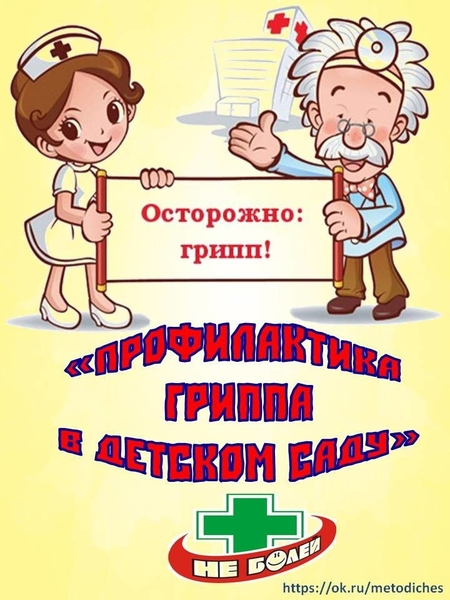 Осторожно:
грипп!
«ПРОФИЛАКТИКА
ГРИППА
В ДЕТСКОМ САДУ»
НЕ БОЛЕЙ
https://ok.ru/metodiches